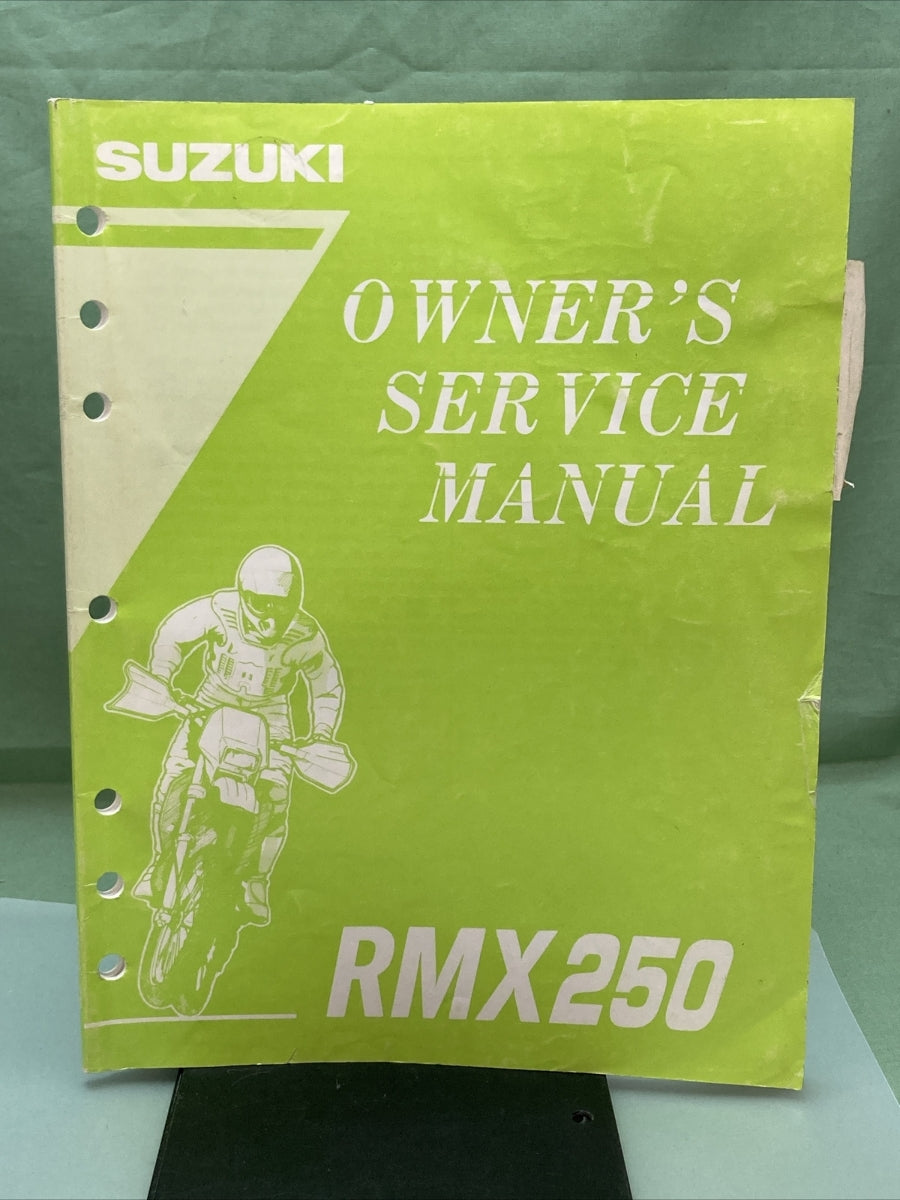 SUZUKI
OWNER'S
SERVICE
MANUAL
RMX250